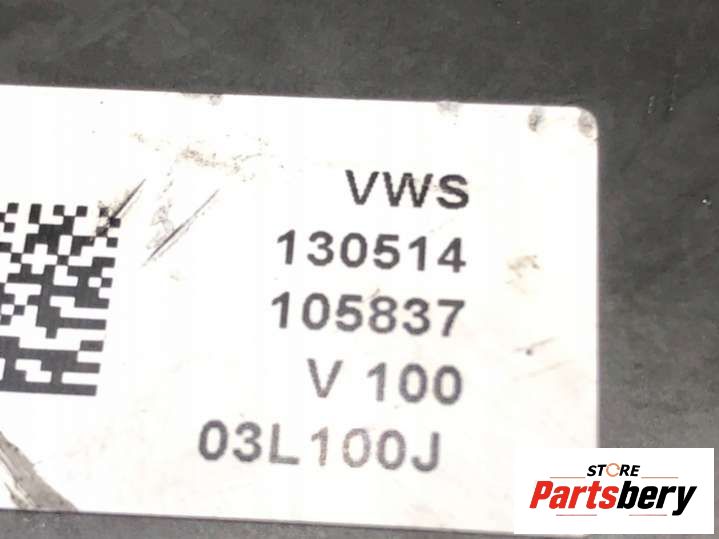 VWS
130514
105837
V 100
03L100J
STORE
Partsbery